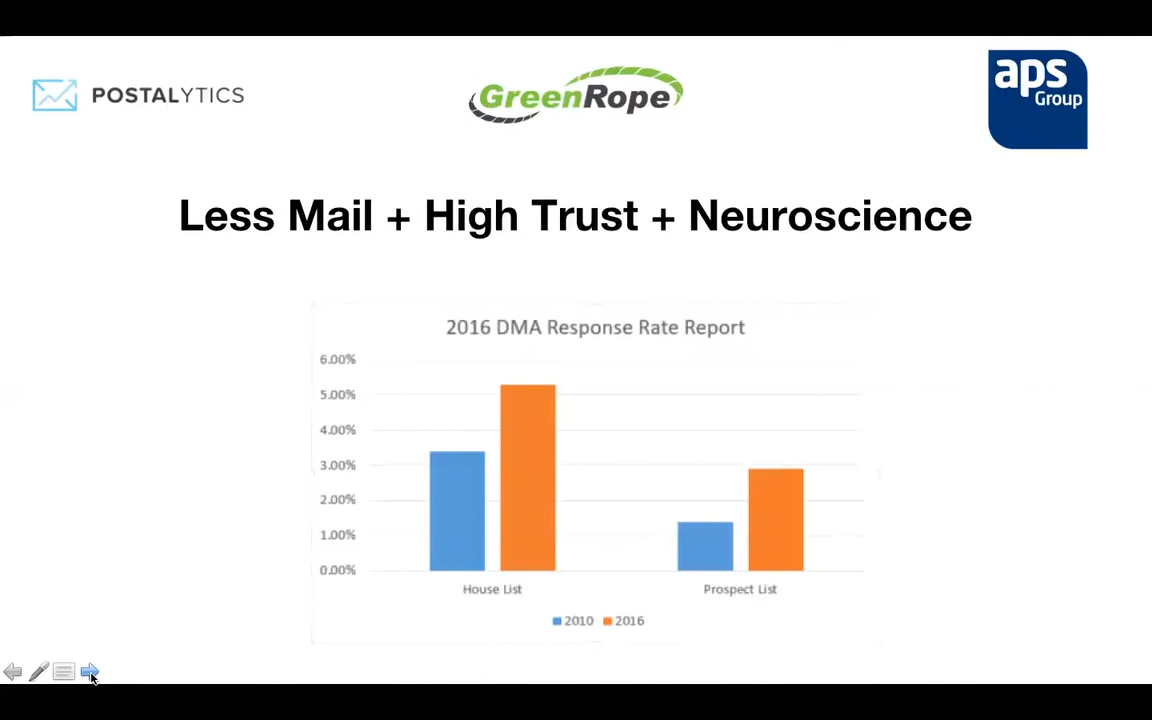 POSTALYTICS
GreenRope
aps
Group
Less Mail + High Trust + Neuroscience
2016 DMA Response Rate Report
6.00%
5.00%
4.00%
3.00%
2.00%
1.00%
0.00%
House List Prospect List
2010 2016